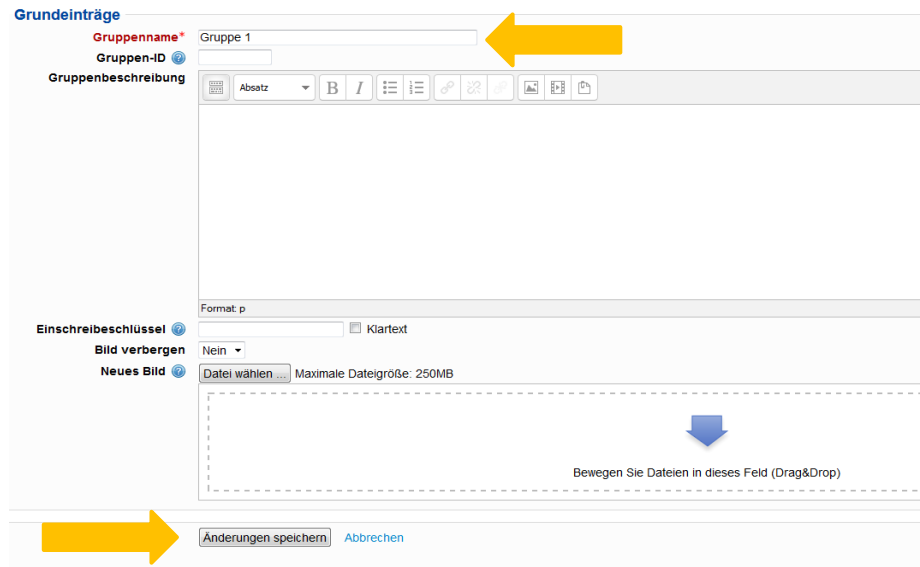 Grundeinträge
Gruppenname* Gruppe 1
Gruppen-ID
Gruppenbeschreibung
Absatz B I
Format: p
Einschreibeschlüssel Klartext
Bild verbergen Nein
Neues Bild Datei wählen ... Maximale Dateigröße: 250MB
Bewegen Sie Dateien in dieses Feld (Drag&Drop)
Änderungen speichern Abbrechen